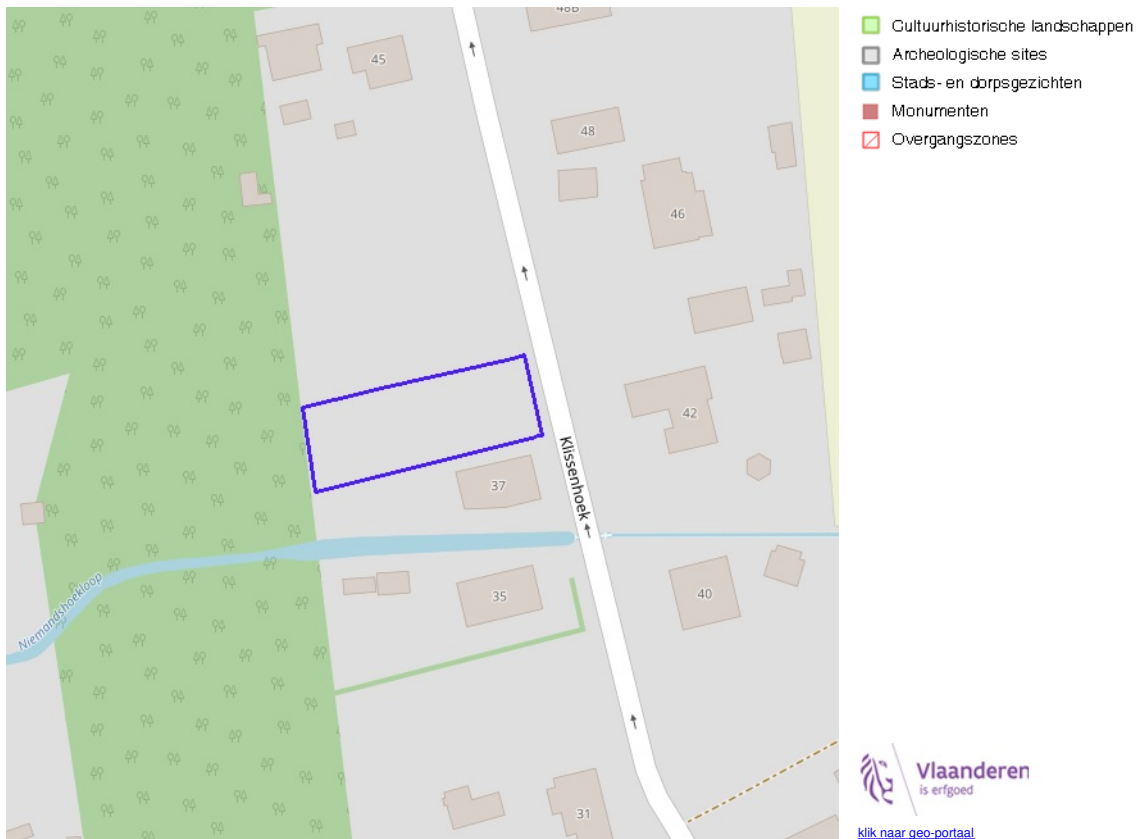 48B
45
48
46
42
Klissenhoek
37
Niemandshoekloop
35
40
31
Cultuurhistorische landschappen
Archeologische sites
Stads- en dorpsgezichten
Monumenten
Overgangszones
Vlaanderen
is erfgoed
klik naar geo-portaal